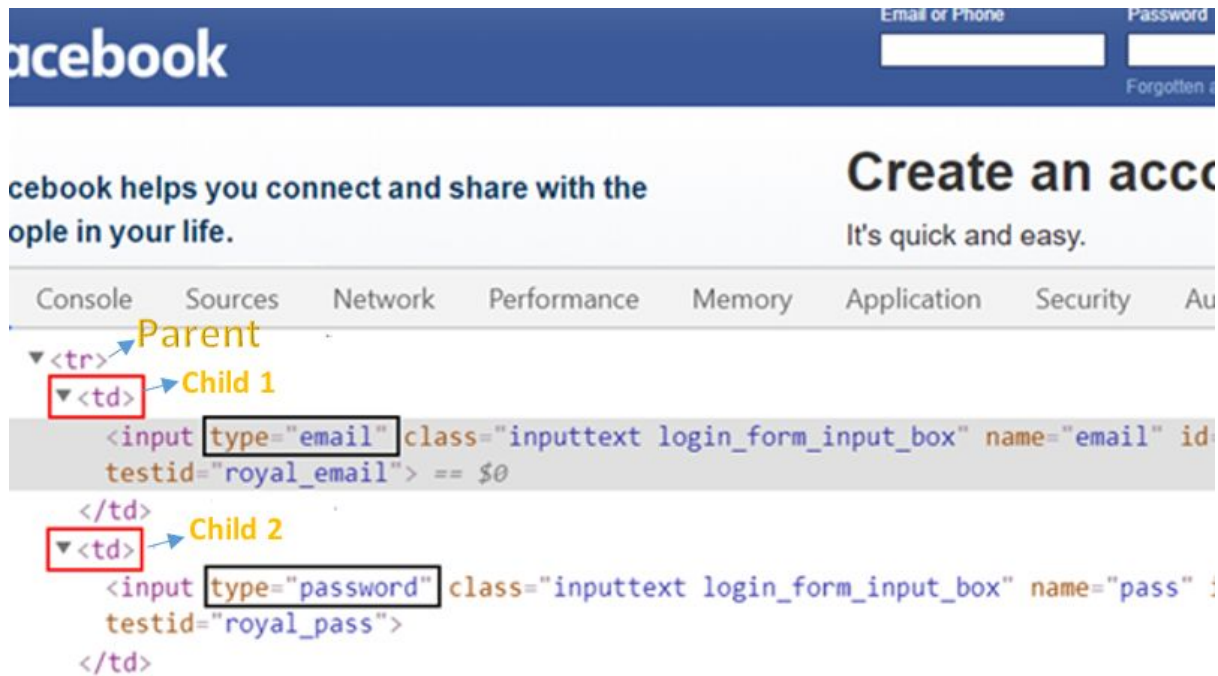 Email or Phone Password
acebook
Forgotten a
Create an acco
cebook helps you connect and share with the
ople in your life.
It's quick and easy.
Console Sources Network Performance Memory Application Security Au
Parent
<tr>
Child 1
<td>
<input type="email" class="inputtext login_form_input_box" name="email" id=
testid="royal_email"> == $0
</td>
Child 2
<td>
<input type="password" class="inputtext login_form_input_box" name="pass"
testid="royal_pass">
</td>